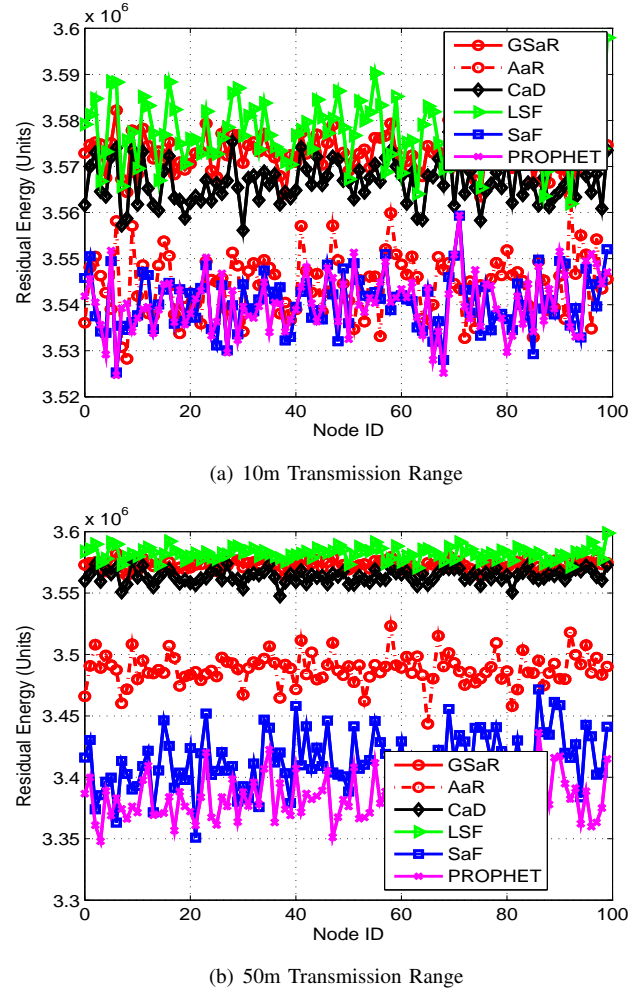 x 10^6
3.6
3.59
3.58
3.57
3.56
3.55
3.54
3.53
3.52
Residual Energy (Units)
0 20 40 60 80 100
Node ID
GSaR
AaR
CaD
LSF
SaF
PROPHET
(a) 10m Transmission Range
x 10^6
3.6
3.55
3.5
3.45
3.4
3.35
3.3
Residual Energy (Units)
0 20 40 60 80 100
Node ID
GSaR
AaR
CaD
LSF
SaF
PROPHET
(b) 50m Transmission Range